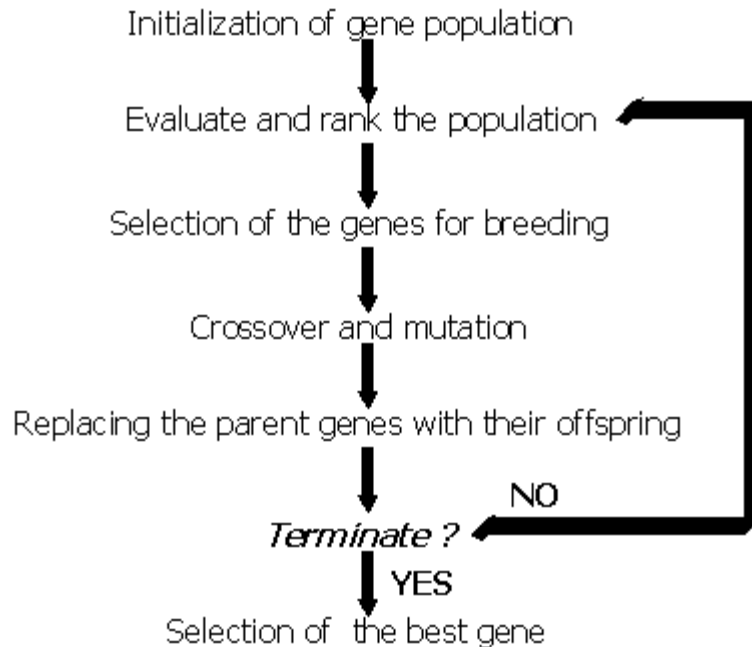 Initialization of gene population
Evaluate and rank the population
Selection of the genes for breeding
Crossover and mutation
Replacing the parent genes with their offspring
NO
Terminate ?
YES
Selection of the best gene